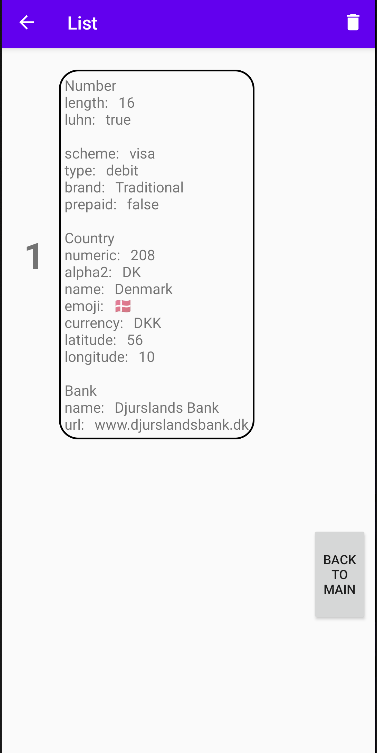 List
Number
length: 16
luhn: true
scheme: visa
type: debit
brand: Traditional
prepaid: false
Country
1
numeric: 208
alpha2: DK
name: Denmark
emoji: 🇩🇰
currency: DKK
latitude: 56
longitude: 10
Bank
name: Djurslands Bank
url: www.djurslandsbank.dk
BACK
TO
MAIN